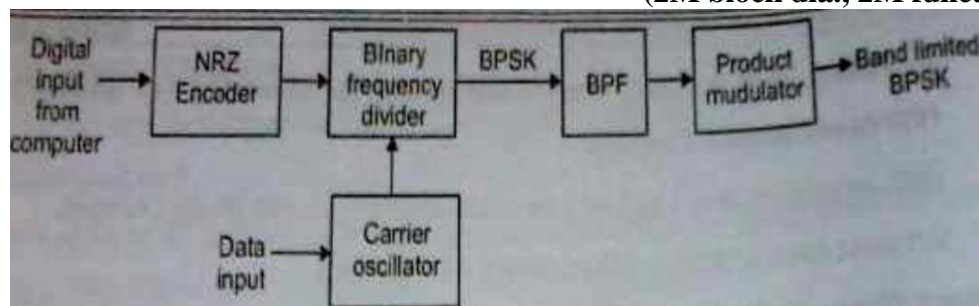 Digital
input
from
computer
NRZ
Encoder
BInary
frequency
divider
BPSK
BPF
Product
mudulator
Band limited
BPSK
Data
input
Carrier
oscillator